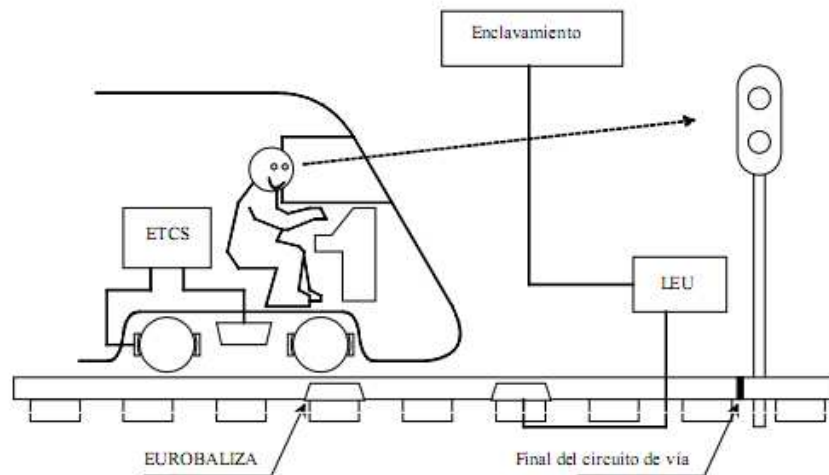 Enclavamiento
ETCS
LEU
EUROBALIZA
Final del circuito de vía